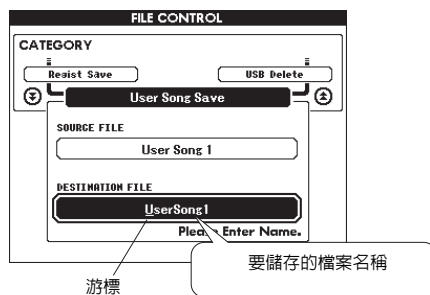 FILE CONTROL
CATEGORY
Regist Save
USB Delete
User Song Save
SOURCE FILE
User Song 1
DESTINATION FILE
UserSong1
Please Enter Name.
游標
要儲存的檔案名稱